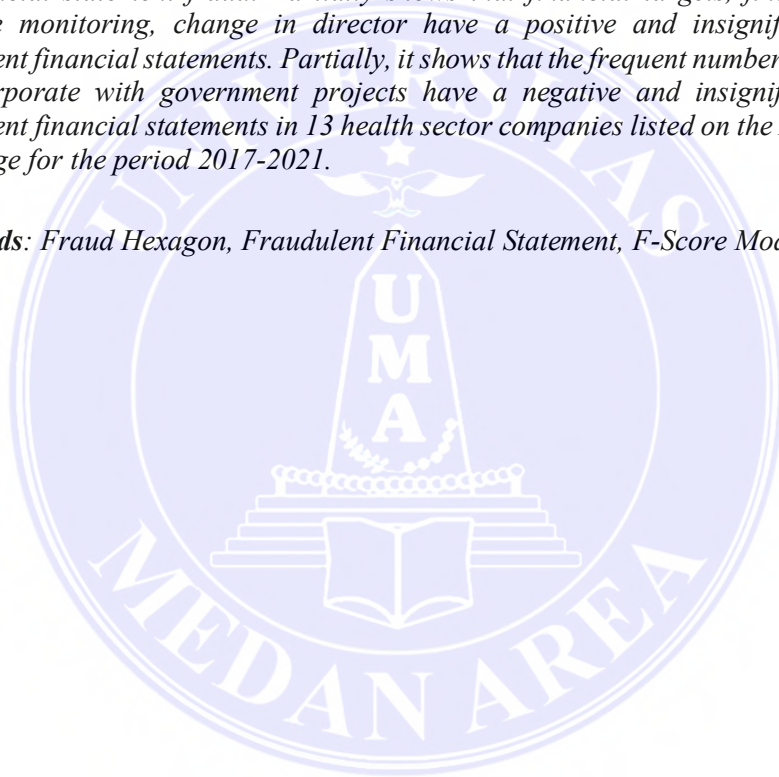 e monitoring, change in director have a positive and insignif
ent financial statements. Partially, it shows that the frequent number
rporate with government projects have a negative and insignif
ent financial statements in 13 health sector companies listed on the
ge for the period 2017-2021.
ds: Fraud Hexagon, Fraudulent Financial Statement, F-Score Mod
UNIVERSITAS
UMA
MEDAN AREA